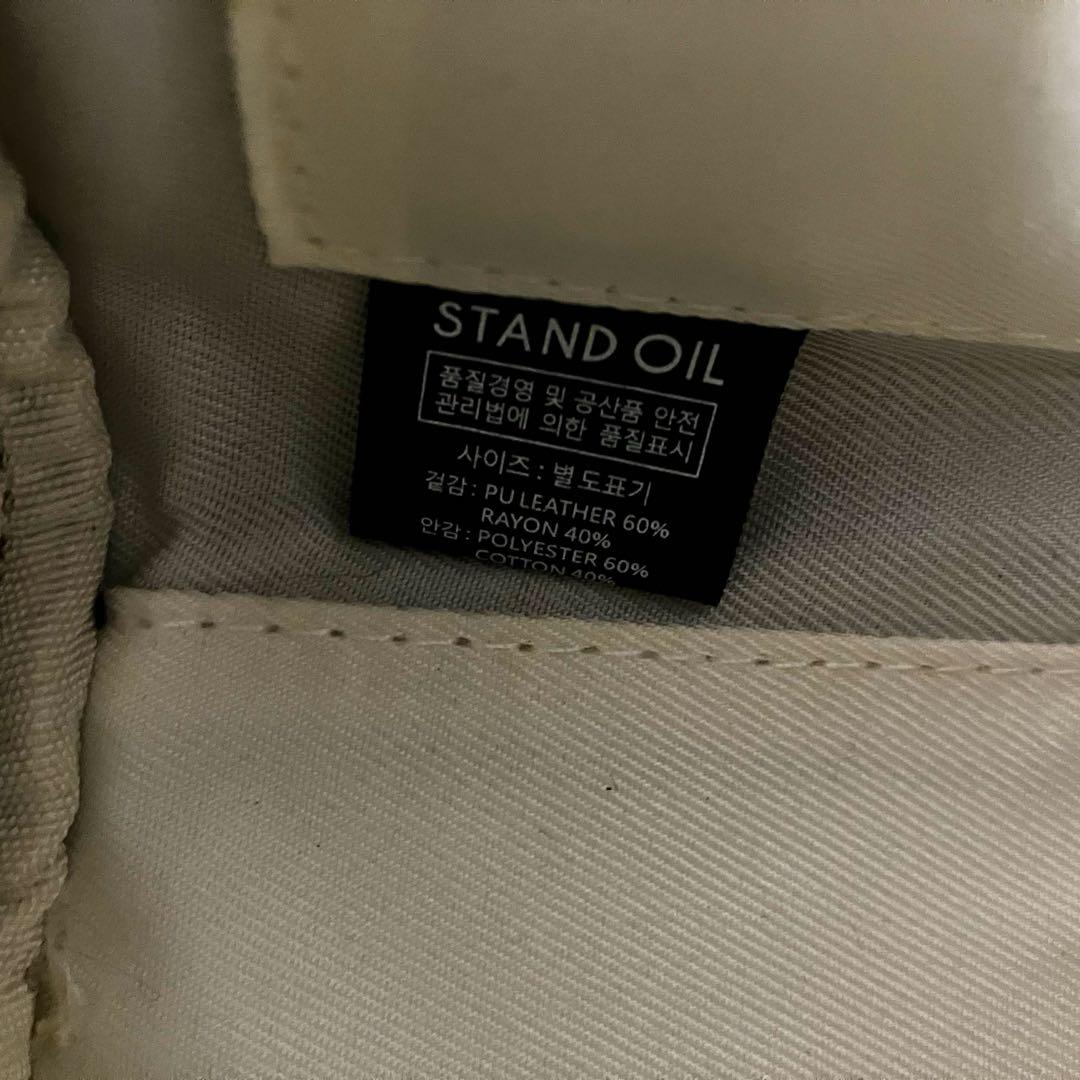 STAND OIL
품질경영 및 공산품 안전
관리법에 의한 품질표시
사이즈 : 별도표기
겉감 : PU LEATHER 60%
RAYON 40%
안감 : POLYESTER 60%
COTTON 40%